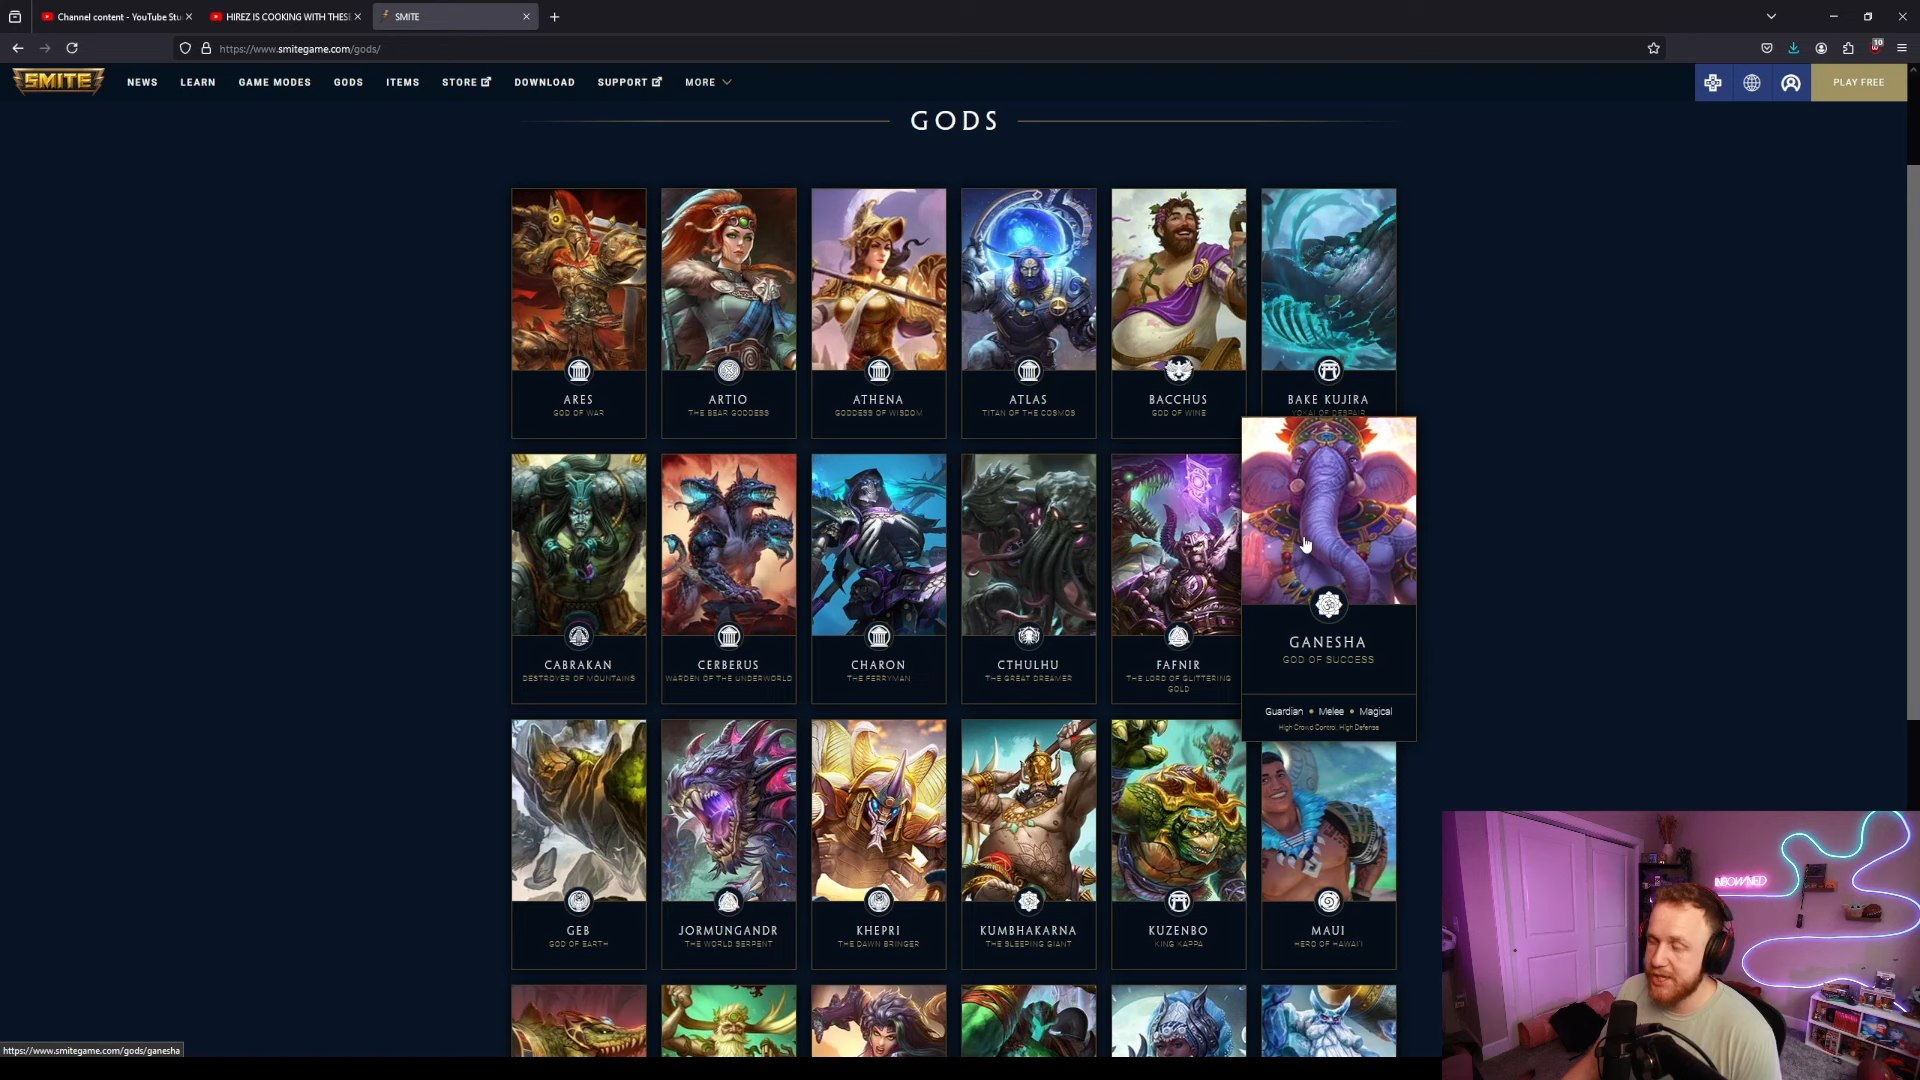 Channel content - YouTube Stu
HIREZ IS COOKING WITH THESE
SMITE
https://www.smitegame.com/gods/
10
SMITE
NEWS
LEARN
GAME MODES
GODS
ITEMS
STORE
DOWNLOAD
SUPPORT
MORE
PLAY FREE
GODS
ARES
GOD OF WAR
ARTIO
THE BEAR GODDESS
ATHENA
GODDESS OF WISDOM
ATLAS
TITAN OF THE COSMOS
BACCHUS
GOD OF WINE
BAKE KUJIRA
YOKAI OF DESPAIR
CABRAKAN
DESTROYER OF MOUNTAINS
CERBERUS
WARDEN OF THE UNDERWORLD
CHARON
THE FERRYMAN
CTHULHU
THE GREAT DREAMER
FAFNIR
THE LORD OF GLITTERING
GOLD
GANESHA
GOD OF SUCCESS
Guardian • Melee • Magical
High Crowd Control, High Defense
GEB
GOD OF EARTH
JORMUNGANDR
THE WORLD SERPENT
KHEPRI
THE DAWN BRINGER
KUMBHAKARNA
THE SLEEPING GIANT
KUZENBO
KING KAPPA
MAUI
HERO OF HAWAI'I
https://www.smitegame.com/gods/ganesha